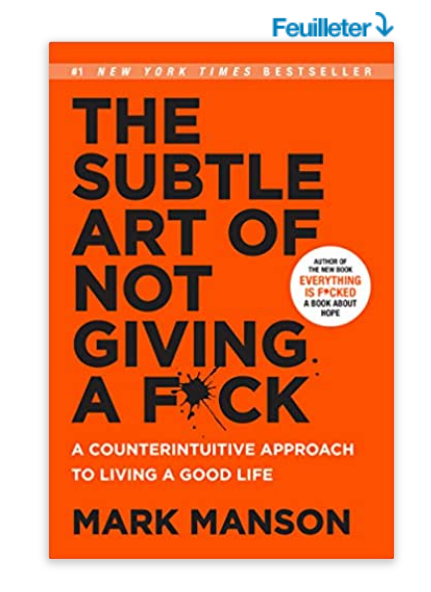 Feuilleter
#1 NEW YORK TIMES BESTSELLER
THE
SUBTLE
ART OF
NOT
GIVING
A F*CK
AUTHOR OF
THE NEW BOOK
EVERYTHING
IS F*CKED
A BOOK ABOUT
HOPE
A COUNTERINTUITIVE APPROACH
TO LIVING A GOOD LIFE
MARK MANSON